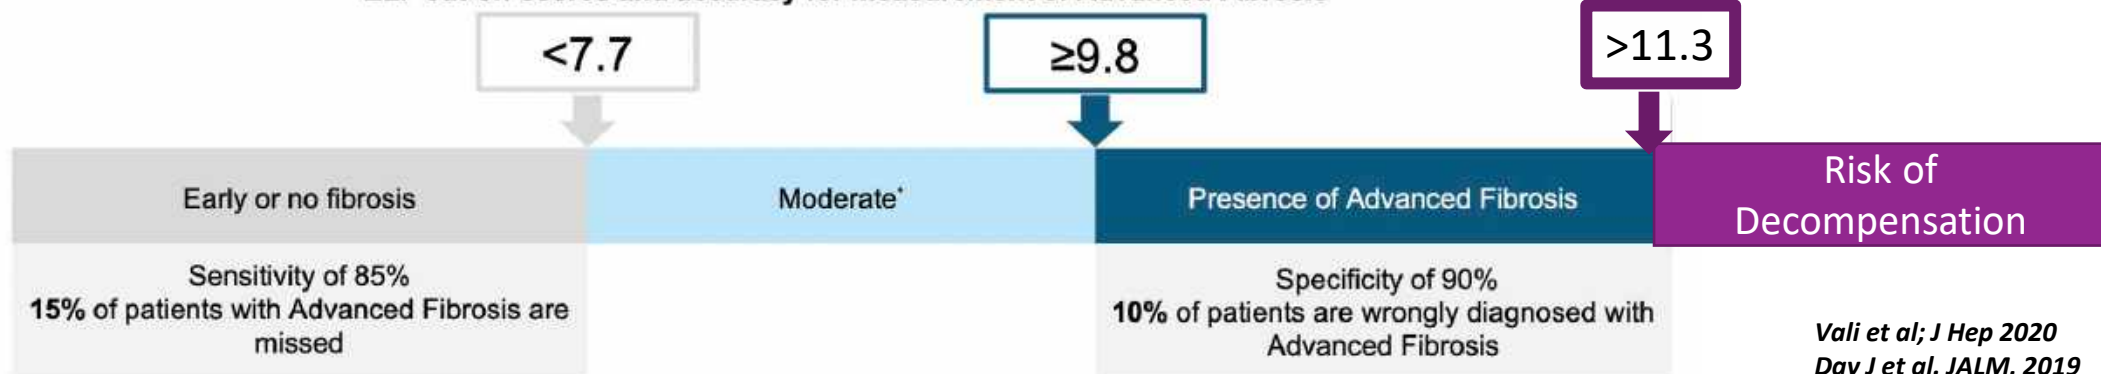 <7.7
≥9.8
>11.3
Early or no fibrosis
Moderate*
Presence of Advanced Fibrosis
Risk of
Decompensation
Sensitivity of 85%
15% of patients with Advanced Fibrosis are
missed
Specificity of 90%
10% of patients are wrongly diagnosed with
Advanced Fibrosis
Vali et al; J Hep 2020
Day J et al. JALM. 2019